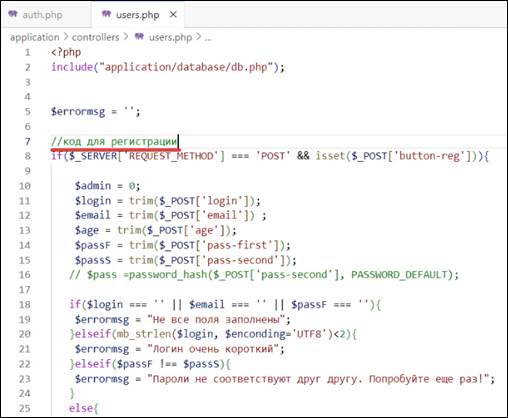 auth.php users.php ×
application > controllers > users.php > ...
1 <?php
2 include("application/database/db.php");
3
4
5 $errormsg = '';
6
7 //код для регистрации
8 if($_SERVER['REQUEST_METHOD'] === 'POST' && isset($_POST['button-reg'])){
9
10 $admin = 0;
11 $login = trim($_POST['login']);
12 $email = trim($_POST['email']) ;
13 $age = trim($_POST['age']);
14 $passF = trim($_POST['pass-first']);
15 $passS = trim($_POST['pass-second']);
16 // $pass =password_hash($_POST['pass-second'], PASSWORD_DEFAULT);
17
18 if($login === '' || $email === '' || $passF === ''){
19 $errormsg = "Не все поля заполнены";
20 }elseif(mb_strlen($login, $enconding='UTF8')<2){
21 $errormsg = "Логин очень короткий";
22 }elseif($passF !== $passS){
23 $errormsg = "Пароли не соответствуют друг другу. Попробуйте еще раз!";
24 }
25 else{